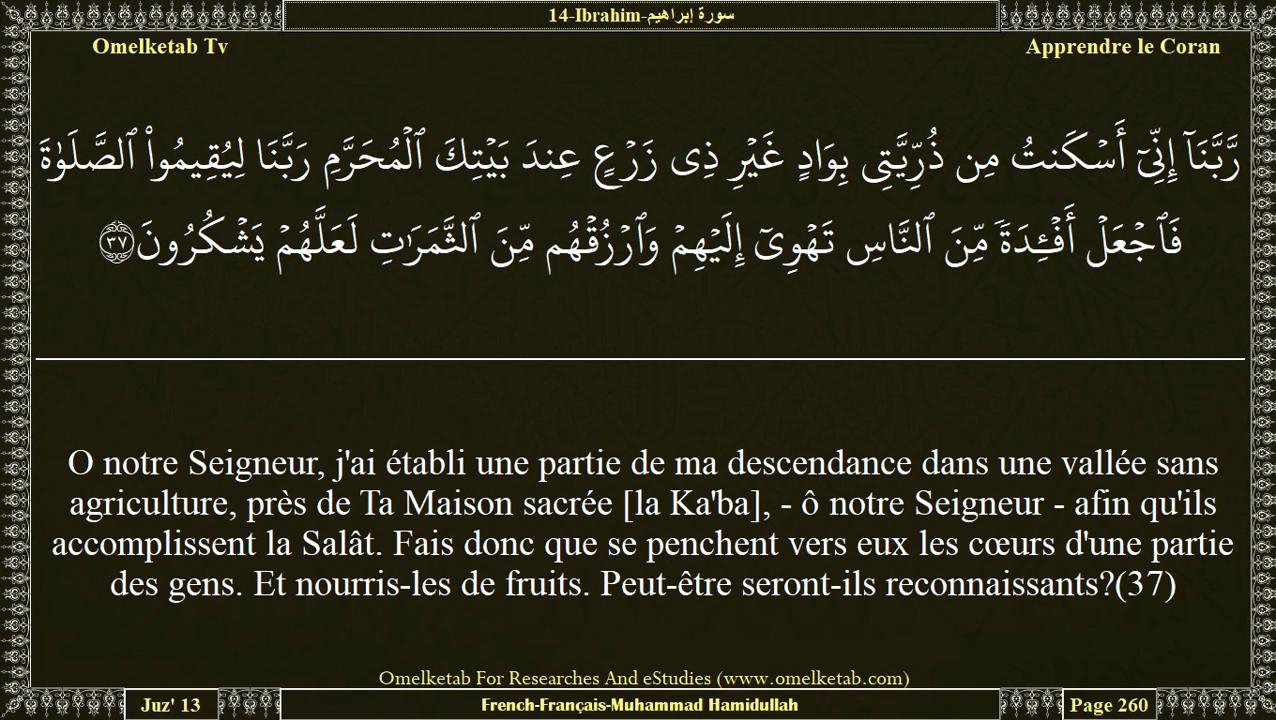 14-Ibrahim-سورة إبراهيم
Omelketab Tv
Apprendre le Coran
رَّبَّنَآ إِنِّىٓ أَسْكَنتُ مِن ذُرِّيَّتِى بِوَادٍ غَيْرِ ذِى زَرْعٍ عِندَ بَيْتِكَ ٱلْمُحَرَّمِ رَبَّنَا لِيُقِيمُوا۟ ٱلصَّلَوٰةَ
فَٱجْعَلْ أَفْـِٔدَةً مِّنَ ٱلنَّاسِ تَهْوِىٓ إِلَيْهِمْ وَٱرْزُقْهُم مِّنَ ٱلثَّمَرَٰتِ لَعَلَّهُمْ يَشْكُرُونَ ٣٧
O notre Seigneur, j'ai établi une partie de ma descendance dans une vallée sans
agriculture, près de Ta Maison sacrée [la Ka'ba], - ô notre Seigneur - afin qu'ils
accomplissent la Salât. Fais donc que se penchent vers eux les cœurs d'une partie
des gens. Et nourris-les de fruits. Peut-être seront-ils reconnaissants?(37)
Omelketab For Researches And eStudies (www.omelketab.com)
Juz' 13
French-Français-Muhammad Hamidullah
Page 260